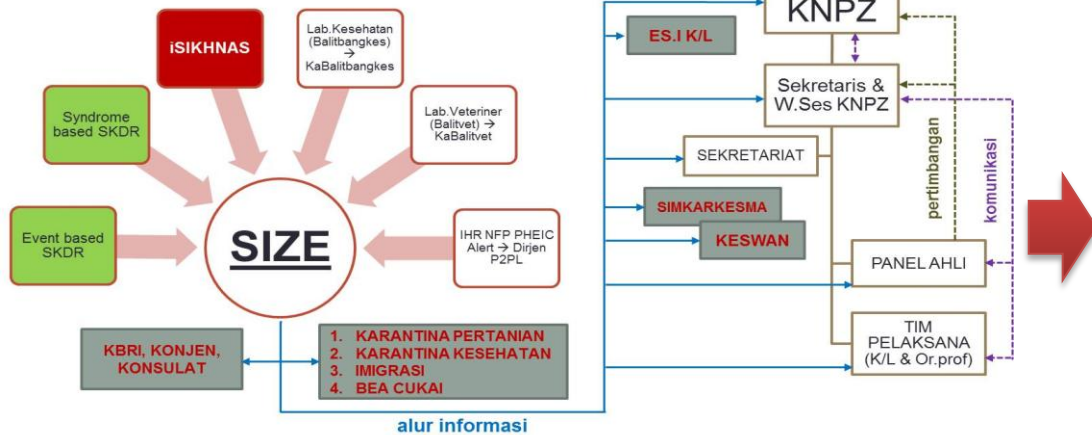 iSIKHNAS
Lab.Kesehatan
(Balitbangkes)
→
KaBalitbangkes
Syndrome
based SKDR
Lab.Veteriner
(Balitvet) →
KaBalitvet
Event based
SKDR
SIZE
IHR NFP PHEIC
Alert → Dirjen
P2PL
KBRI, KONJEN,
KONSULAT
1. KARANTINA PERTANIAN
2. KARANTINA KESEHATAN
3. IMIGRASI
4. BEA CUKAI
alur informasi
KNPZ
ES.I K/L
Sekretaris &
W.Ses KNPZ
SEKRETARIAT
SIMKARKESMA
KESWAN
pertimbangan
komunikasi
PANEL AHLI
TIM
PELAKSANA
(K/L & Or.prof)